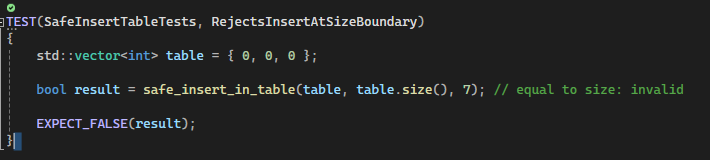 TEST(SafeInsertTableTests, RejectsInsertAtSizeBoundary)
{
    std::vector<int> table = { 0, 0, 0 };
    bool result = safe_insert_in_table(table, table.size(), 7); // equal to size: invalid
    EXPECT_FALSE(result);
}